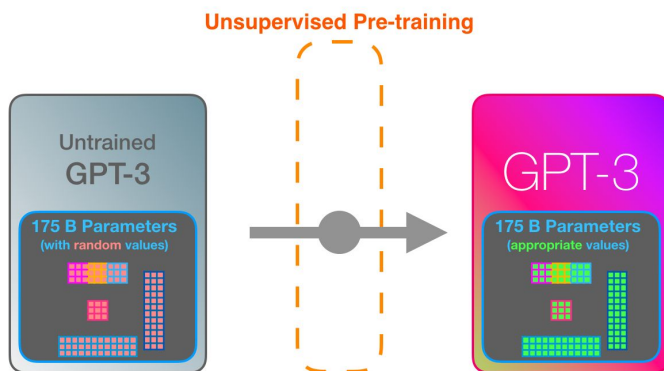 Unsupervised Pre-training
Untrained
GPT-3
175 B Parameters
(with random values)
GPT-3
175 B Parameters
(appropriate values)